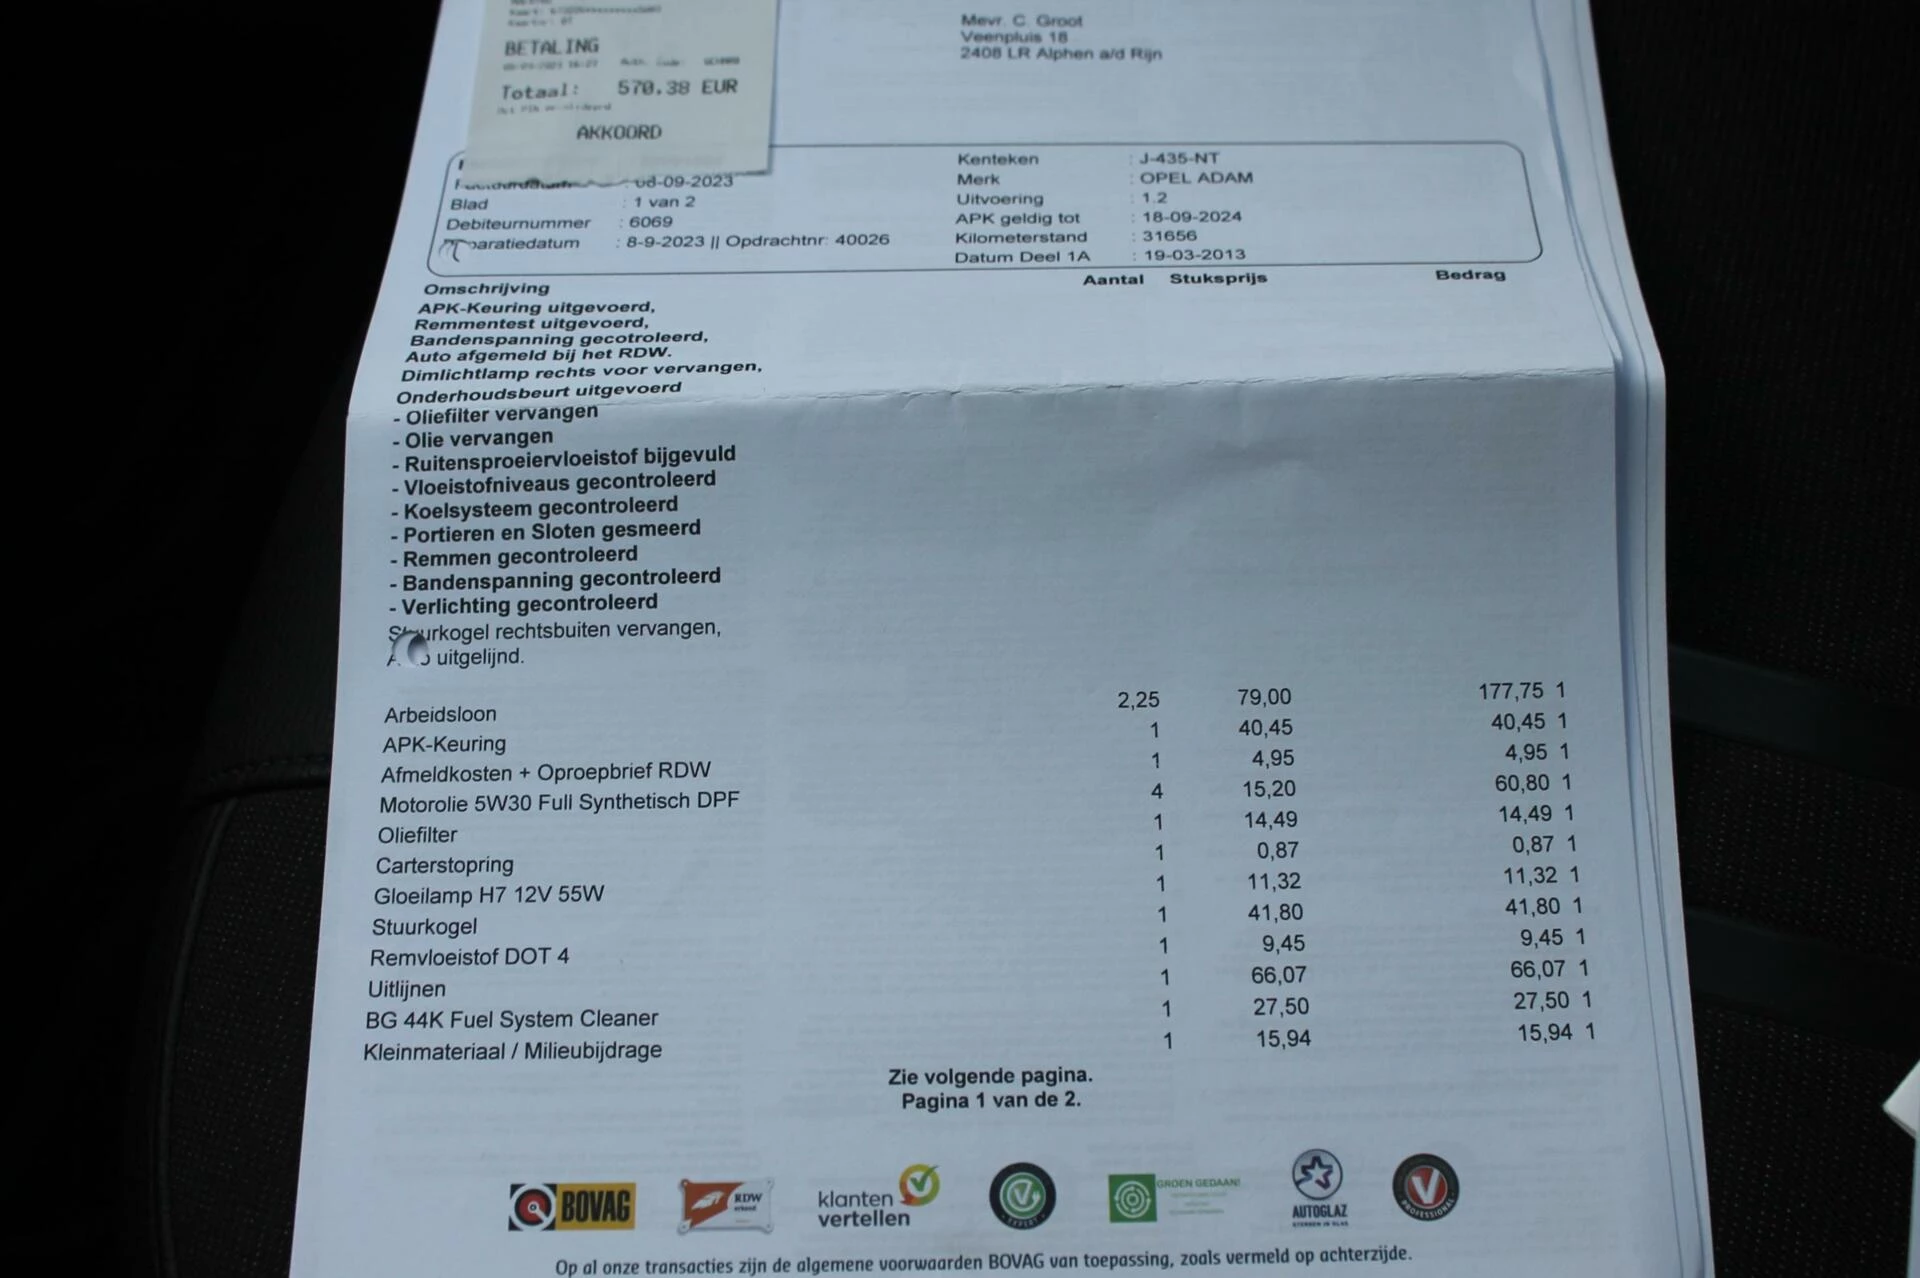 BETALING
Totaal: 570.38 EUR
AKKOORD
Mevr. C. Groot
Veenpluis 18
2408 LR Alphen a/d Rijn
: 08-09-2023
Blad : 1 van 2
Debiteurnummer : 6069
paratiedatum : 8-9-2023 || Opdrachtnr: 40026
Kenteken : J-435-NT
Merk : OPEL ADAM
Uitvoering : 1.2
APK geldig tot : 18-09-2024
Kilometerstand : 31656
Datum Deel 1A : 19-03-2013
Omschrijving Aantal Stuksprijs Bedrag
APK-Keuring uitgevoerd,
Remmentest uitgevoerd,
Bandenspanning gecotroleerd,
Auto afgemeld bij het RDW.
Dimlichtlamp rechts voor vervangen,
Onderhoudsbeurt uitgevoerd
- Oliefilter vervangen
- Olie vervangen
- Ruitensproeiervloeistof bijgevuld
- Vloeistofniveaus gecontroleerd
- Koelsysteem gecontroleerd
- Portieren en Sloten gesmeerd
- Remmen gecontroleerd
- Bandenspanning gecontroleerd
- Verlichting gecontroleerd
Stuurkogel rechtsbuiten vervangen,
uitgelijnd.
Arbeidsloon 2,25 79,00 177,75 1
APK-Keuring 1 40,45 40,45 1
Afmeldkosten + Oproepbrief RDW 1 4,95 4,95 1
Motorolie 5W30 Full Synthetisch DPF 4 15,20 60,80 1
Oliefilter 1 14,49 14,49 1
Carterstopring 1 0,87 0,87 1
Gloeilamp H7 12V 55W 1 11,32 11,32 1
Stuurkogel 1 41,80 41,80 1
Remvloeistof DOT 4 1 9,45 9,45 1
Uitlijnen 1 66,07 66,07 1
BG 44K Fuel System Cleaner 1 27,50 27,50 1
Kleinmateriaal / Milieubijdrage 1 15,94 15,94 1
Zie volgende pagina.
Pagina 1 van de 2.
BOVAG
RDW
erkend
klanten
vertellen
EXPERT
GROEN GEDAAN!
AUTOGLAZ
STERREN IN GLAS
PROFESSIONAL
Op al onze transacties zijn de algemene voorwaarden BOVAG van toepassing, zoals vermeld op achterzijde.